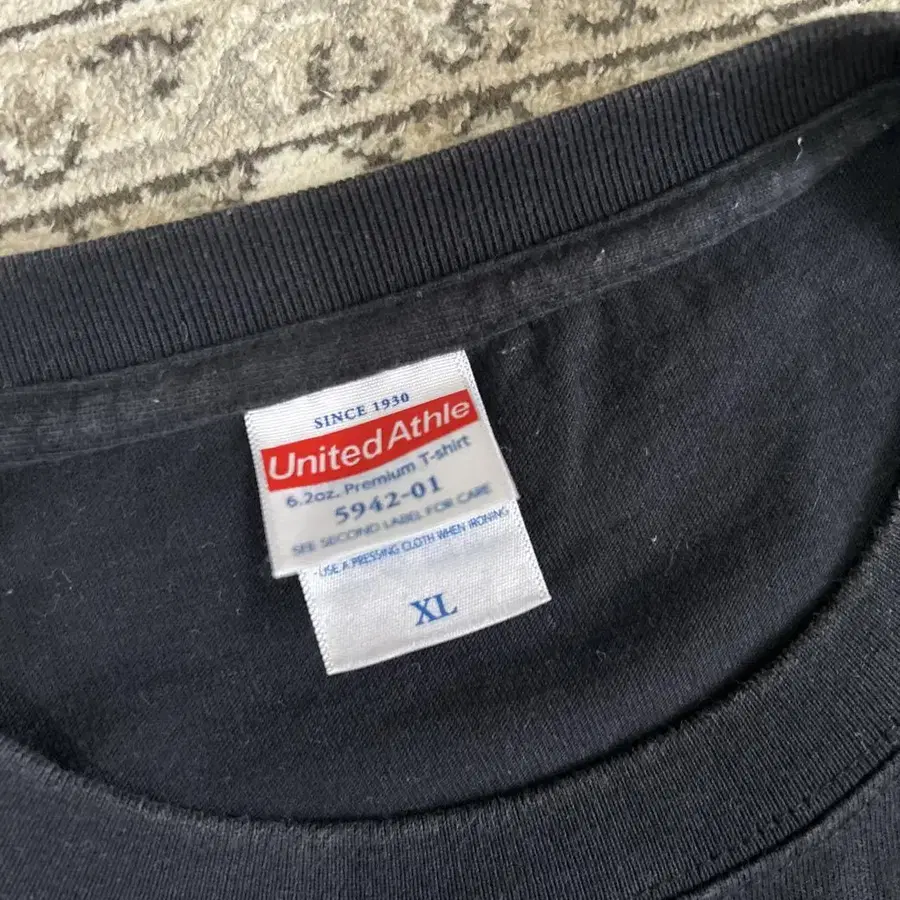 SINCE 1930
United Athle
6.2oz. Premium T-shirt
5942-01
SEE SECOND LABEL FOR CARE
USE A PRESSING CLOTH WHEN IRONING
XL